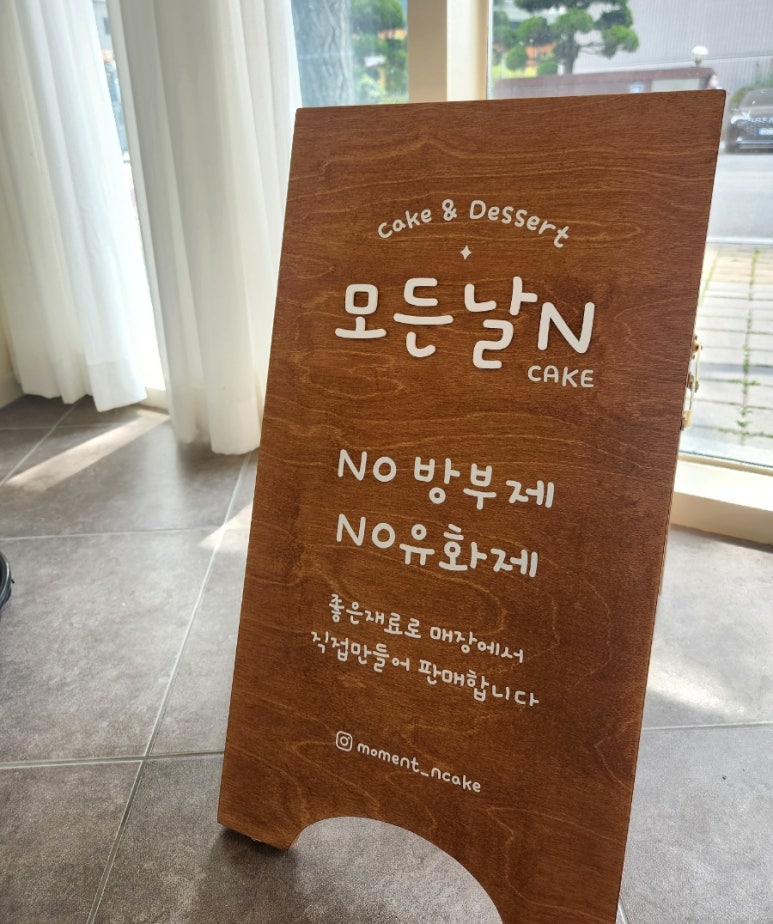 Cake & Dessert
모든날N
CAKE
NO 방부제
NO유화제
좋은재료로 매장에서
직접만들어 판매합니다
moment_ncake